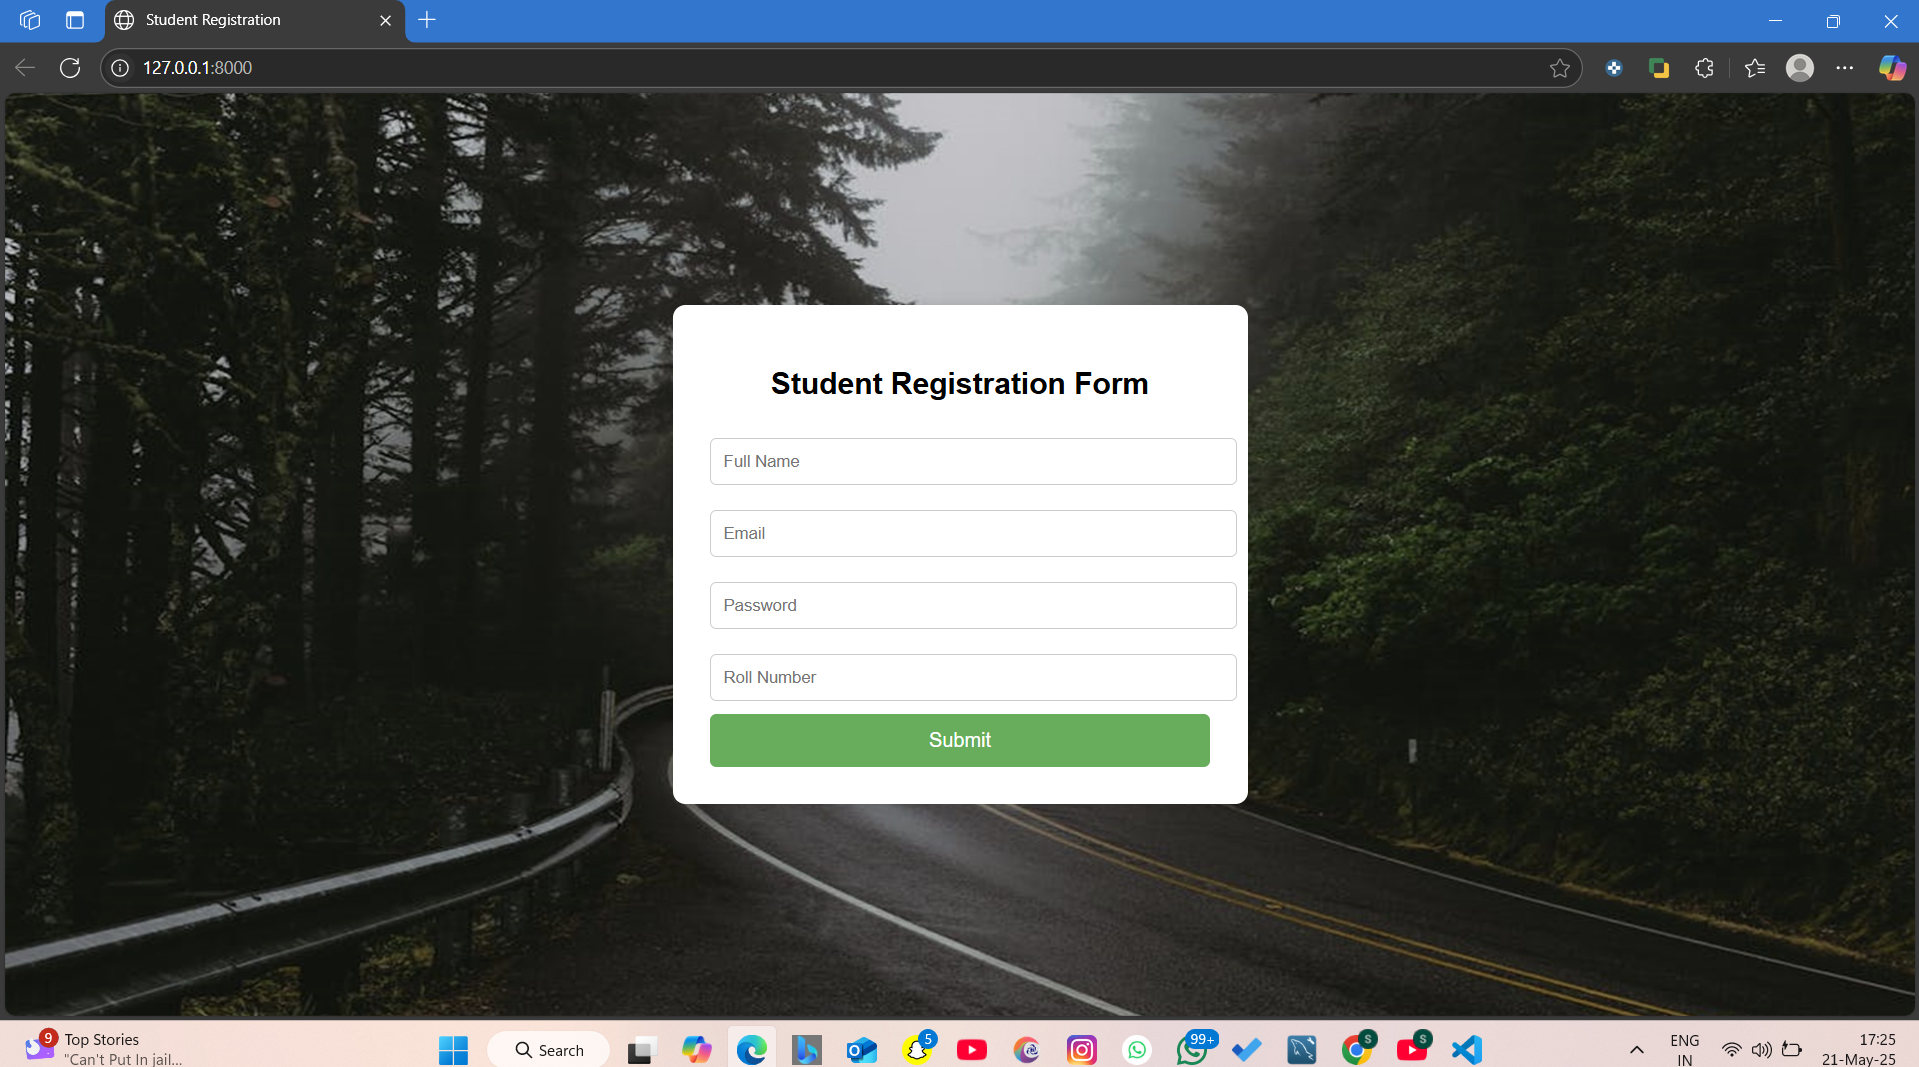 Student Registration
127.0.0.1:8000
Student Registration Form
Full Name
Email
Password
Roll Number
Submit
9
Top Stories
"Can't Put In jail...
Search
5
99+
S
S
ENG
IN
17:25
21-May-25